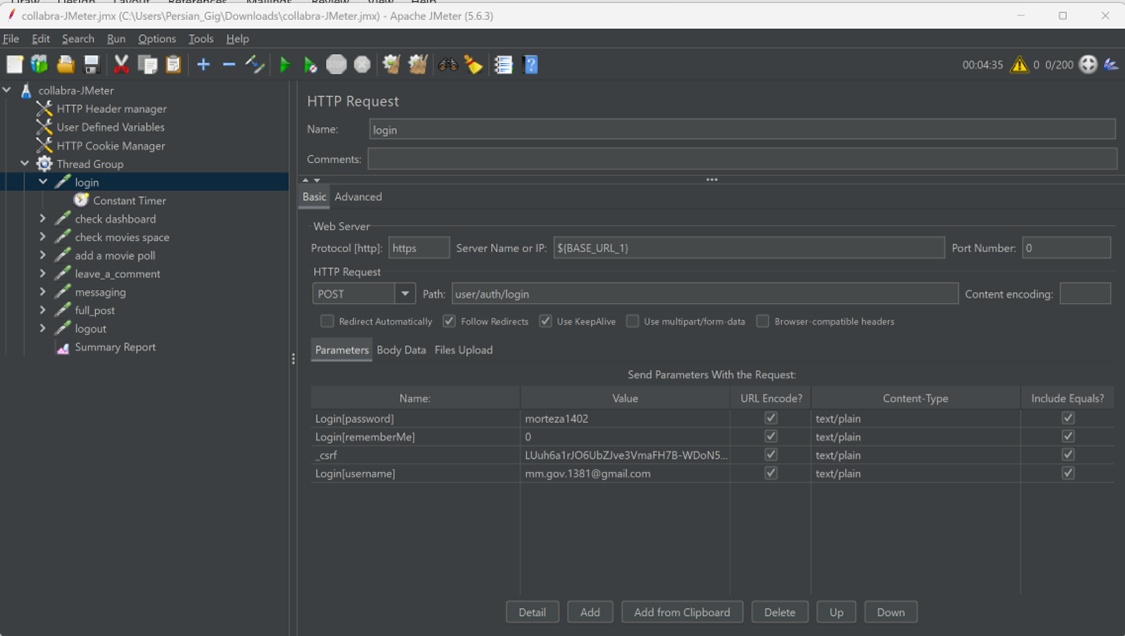 collabra-JMeter.jmx (C:\Users\Persian_Gig\Downloads\collabra-JMeter.jmx) - Apache JMeter (5.6.3)
File Edit Search Run Options Tools Help
00:04:35 0 0/200
collabra-JMeter
HTTP Header manager
User Defined Variables
HTTP Cookie Manager
Thread Group
login
Constant Timer
check dashboard
check movies space
add a movie poll
leave_a_comment
messaging
full_post
logout
Summary Report
HTTP Request
Name: login
Comments:
Basic Advanced
Web Server
Protocol [http]: https Server Name or IP: ${BASE_URL_1} Port Number: 0
HTTP Request
POST Path: user/auth/login Content encoding:
Redirect Automatically Follow Redirects Use KeepAlive Use multipart/form-data Browser-compatible headers
Parameters Body Data Files Upload
Send Parameters With the Request:
Name: Value URL Encode? Content-Type Include Equals?
Login[password] morteza1402 text/plain
Login[rememberMe] 0 text/plain
_csrf LUuh6a1rJO6UbZJve3VmaFH7B-WDoN5... text/plain
Login[username] mm.gov.1381@gmail.com text/plain
Detail Add Add from Clipboard Delete Up Down